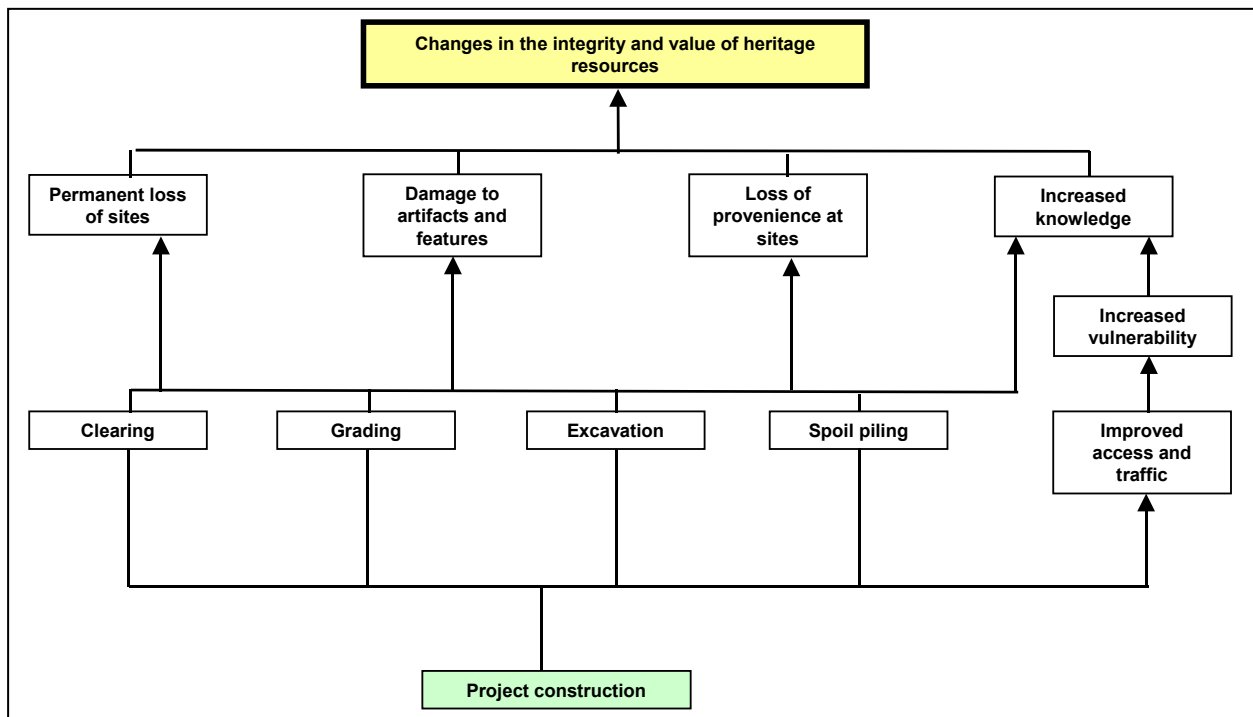 Changes in the integrity and value of heritage
resources
Permanent loss
of sites
Damage to
artifacts and
features
Loss of
provenience at
sites
Increased
knowledge
Increased
vulnerability
Clearing
Grading
Excavation
Spoil piling
Improved
access and
traffic
Project construction